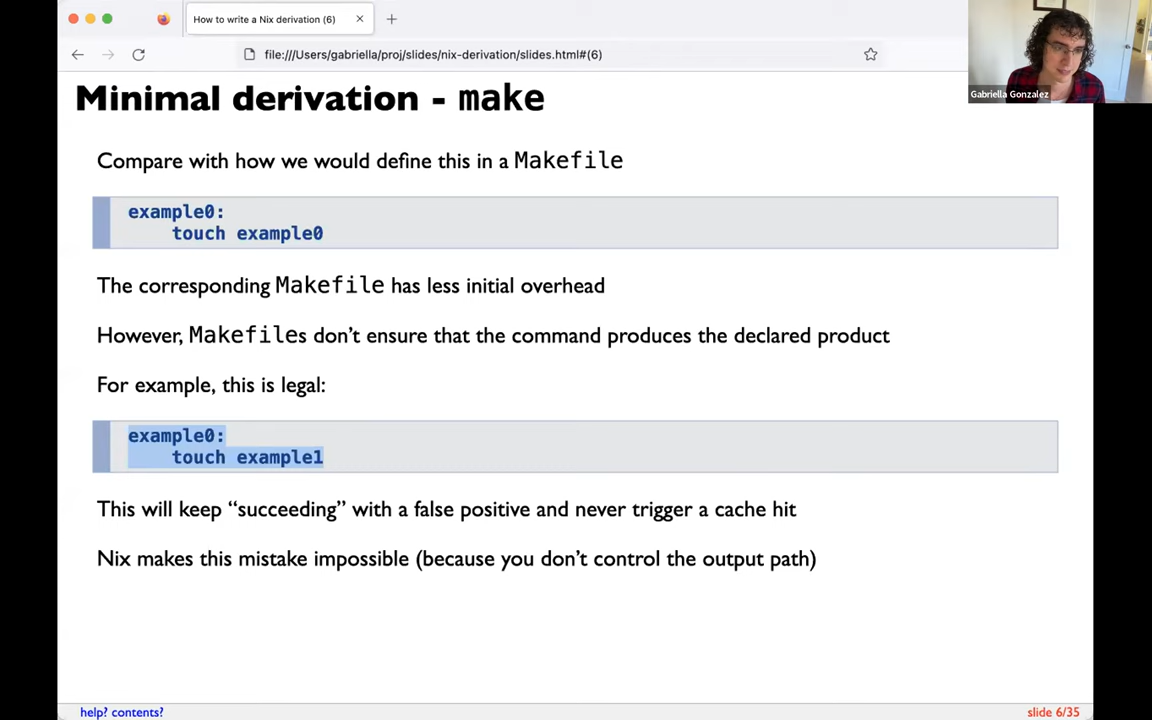 How to write a Nix derivation (6)
file:///Users/gabriella/proj/slides/nix-derivation/slides.html#(6)
Gabriella Gonzalez
Minimal derivation - make
Compare with how we would define this in a Makefile
example0:
    touch example0
The corresponding Makefile has less initial overhead
However, Makefiles don’t ensure that the command produces the declared product
For example, this is legal:
example0:
    touch example1
This will keep “succeeding” with a false positive and never trigger a cache hit
Nix makes this mistake impossible (because you don’t control the output path)
help? contents?
slide 6/35